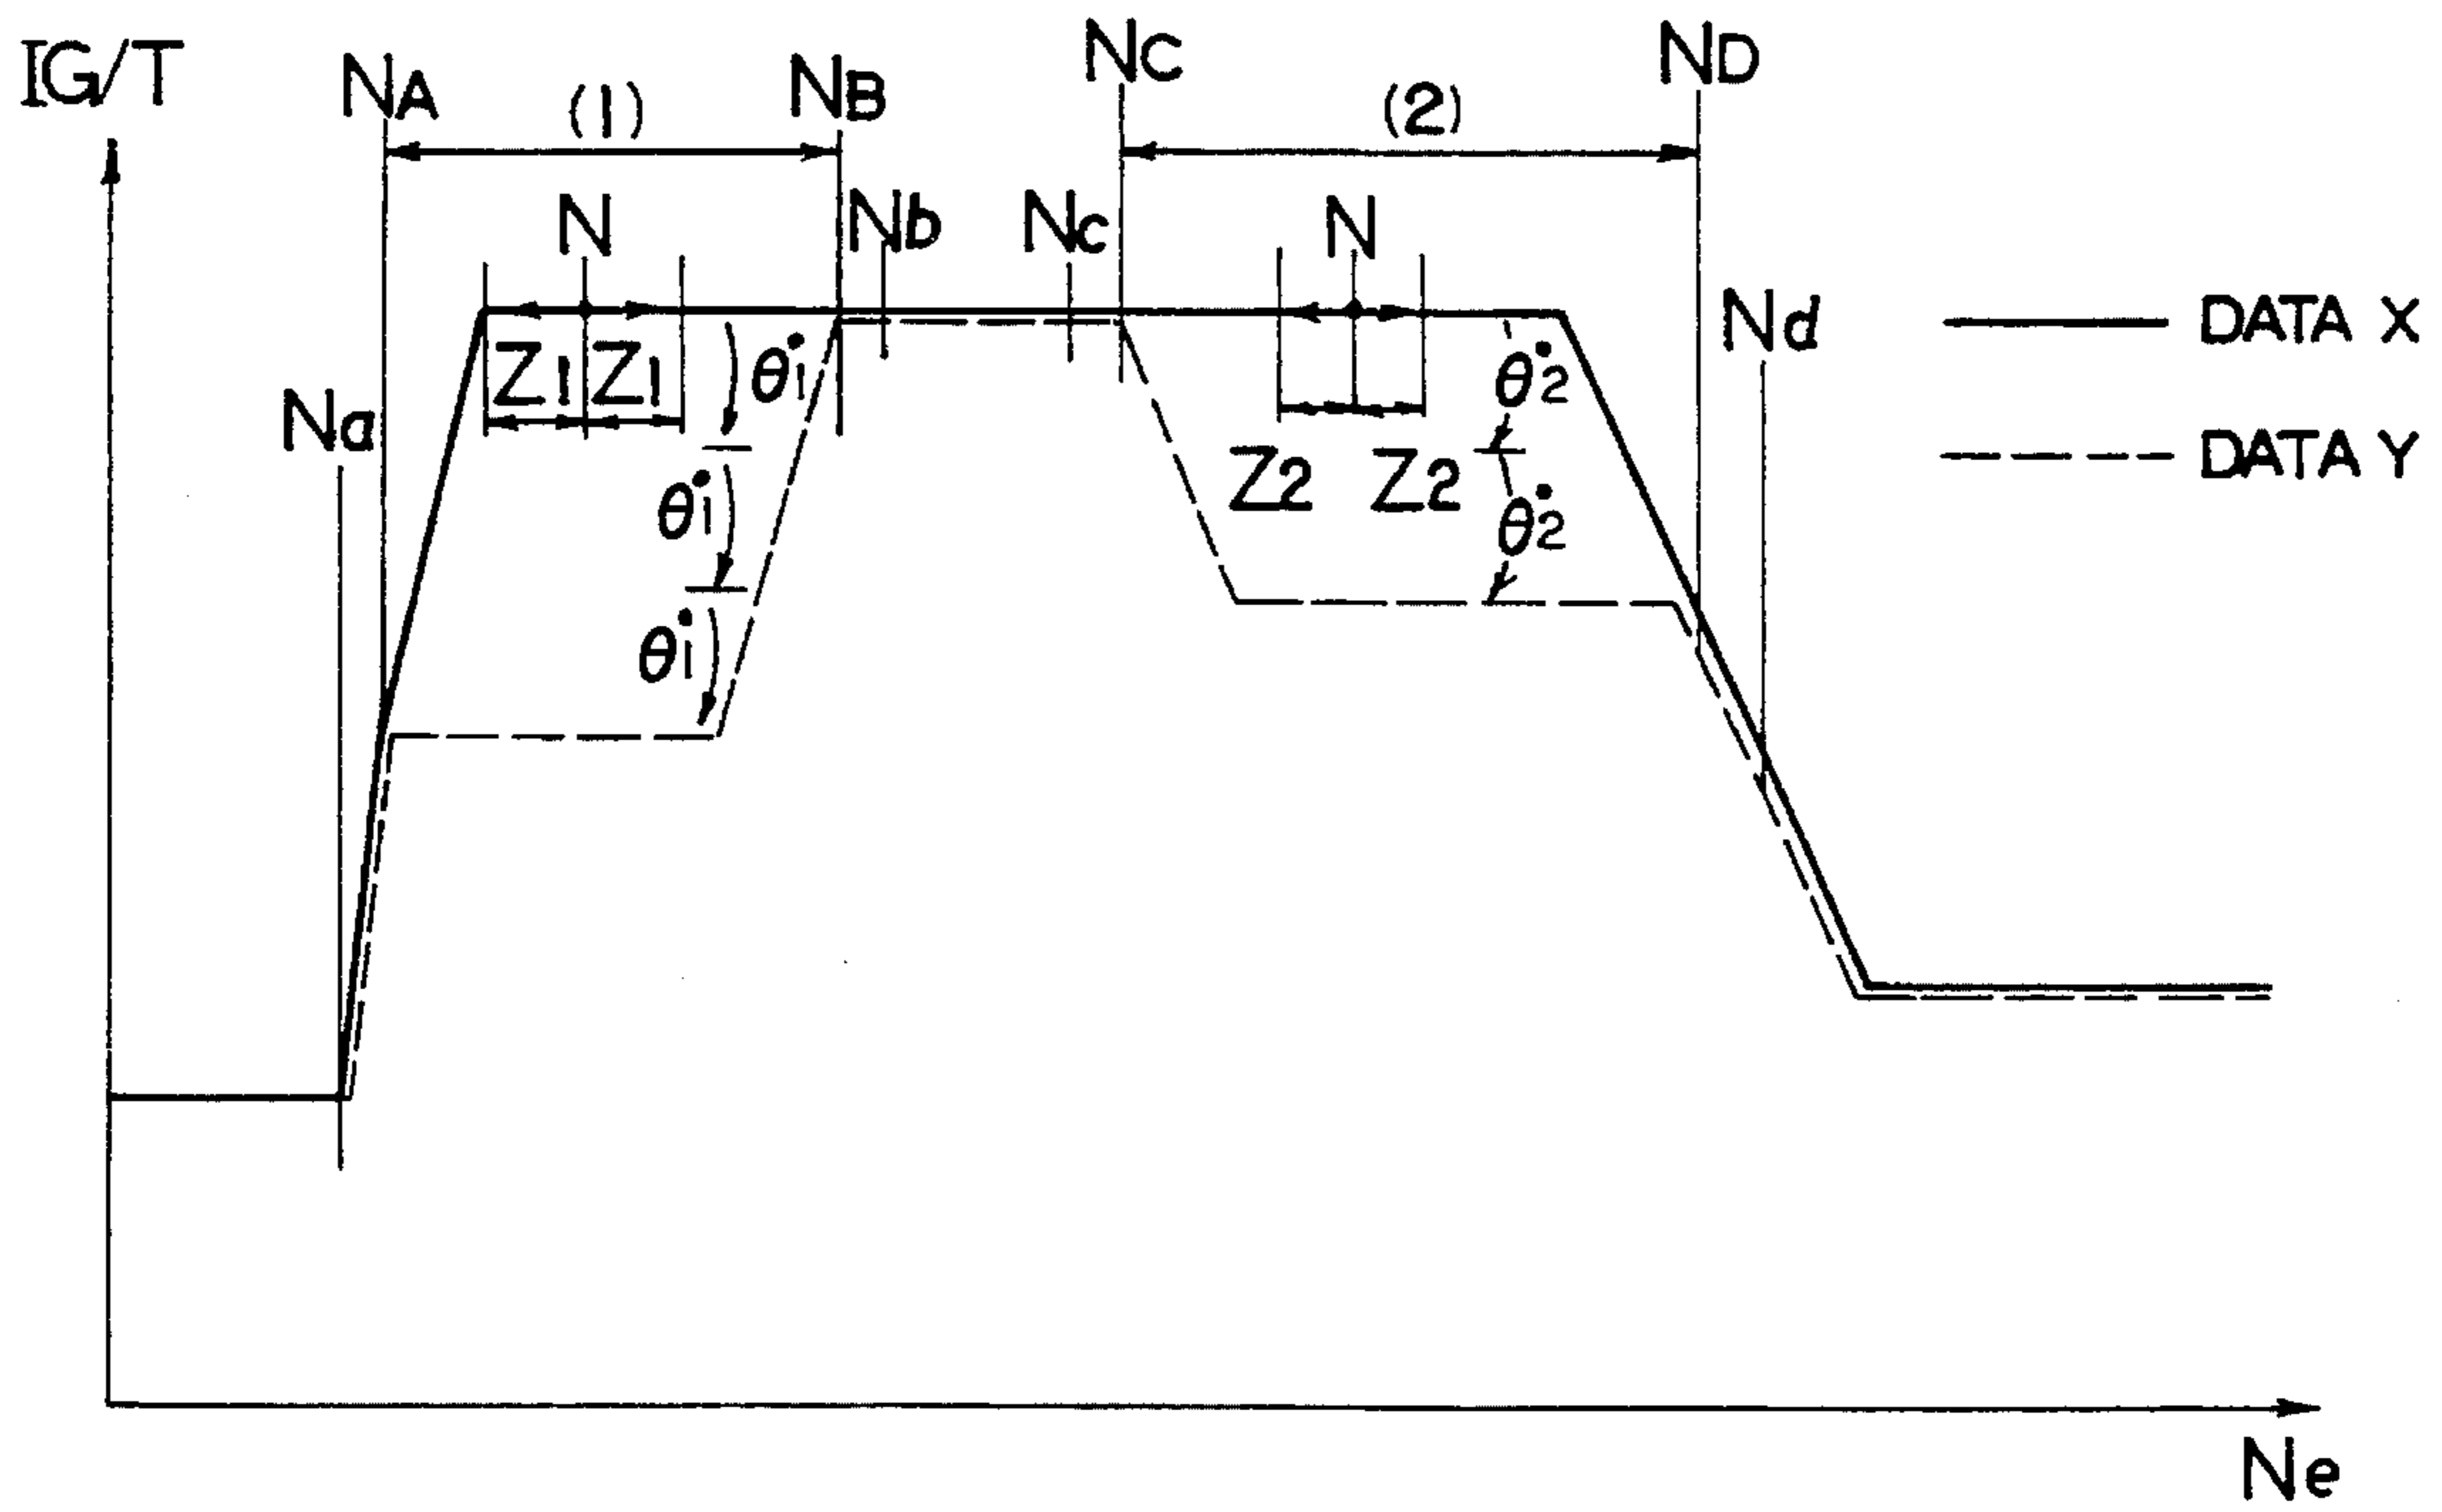 IG/T
NA
(1)
NB
NC
(2)
ND
N
Nb
Nc
N
Nd
DATA X
Na
Z1 Z1
θ1°
θ2°
DATA Y
θ1°
Z2 Z2
θ2°
θ1°
Ne